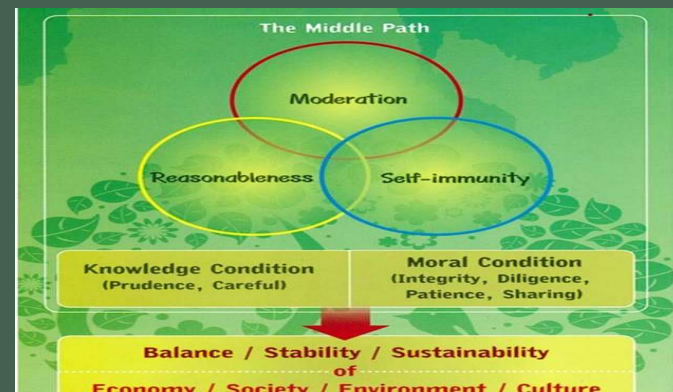 The Middle Path
Moderation
Reasonableness
Self-immunity
Knowledge Condition
(Prudence, Careful)
Moral Condition
(Integrity, Diligence,
Patience, Sharing)
Balance / Stability / Sustainability
of
Economy / Society / Environment / Culture